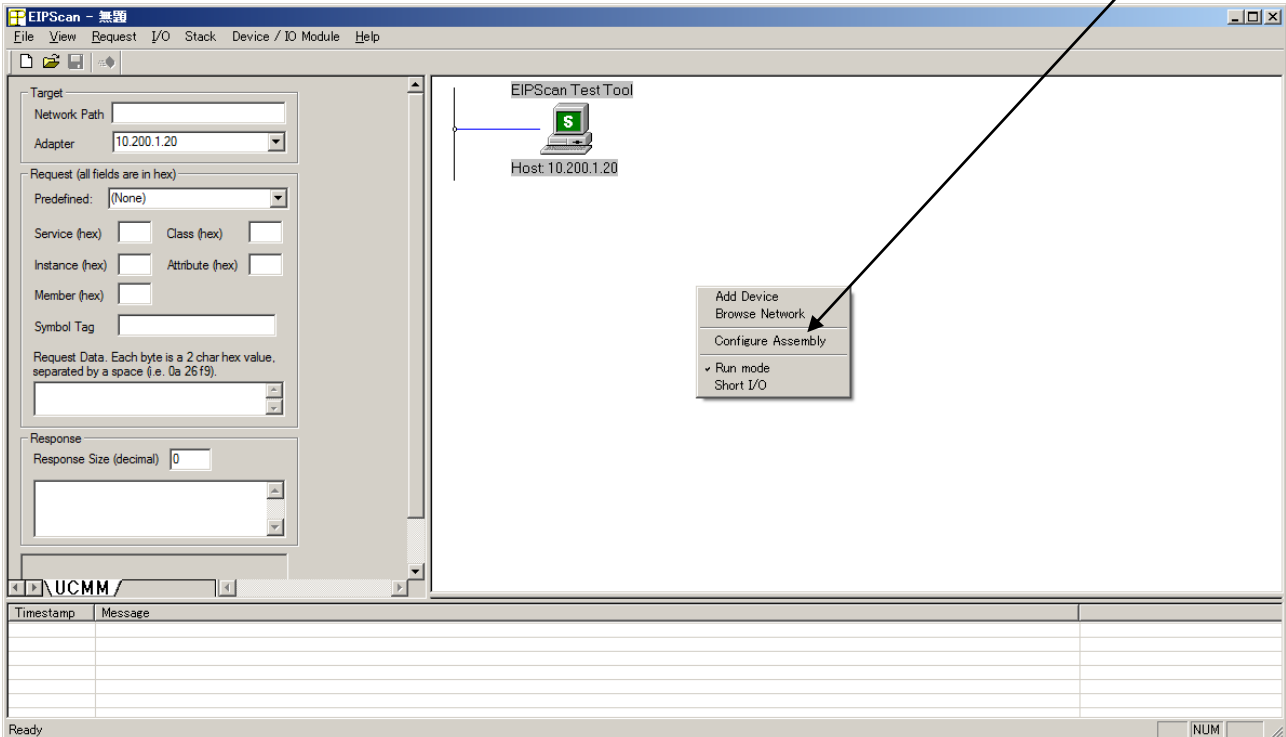 EIPScan - 無題
File View Request I/O Stack Device / IO Module Help
Target
Network Path
Adapter 10.200.1.20
Request (all fields are in hex)
Predefined: (None)
Service (hex) Class (hex)
Instance (hex) Attribute (hex)
Member (hex)
Symbol Tag
Request Data. Each byte is a 2 char hex value,
separated by a space (i.e. 0a 26 f9).
Response
Response Size (decimal) 0
UCMM
EIPScan Test Tool
S
Host: 10.200.1.20
Add Device
Browse Network
Configure Assembly
Run mode
Short I/O
Timestamp Message
Ready NUM